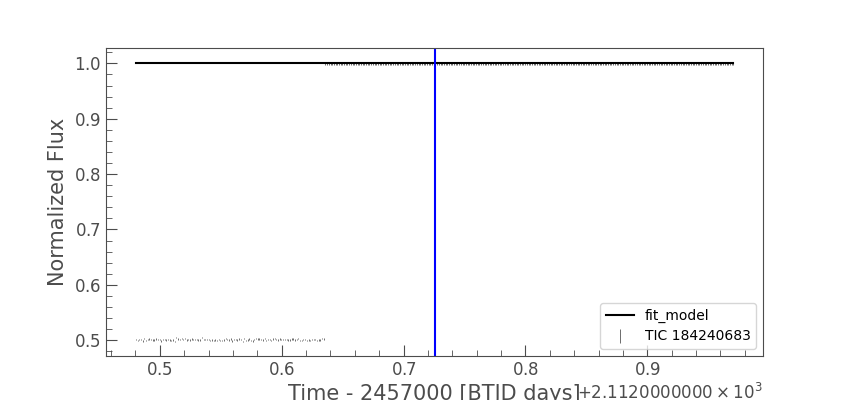 1.0
0.9
0.8
0.7
0.6
0.5
Normalized Flux
fit_model
TIC 184240683
0.5 0.6 0.7 0.8 0.9
Time - 2457000 [BTJD days]
+2.1120000000 × 10³